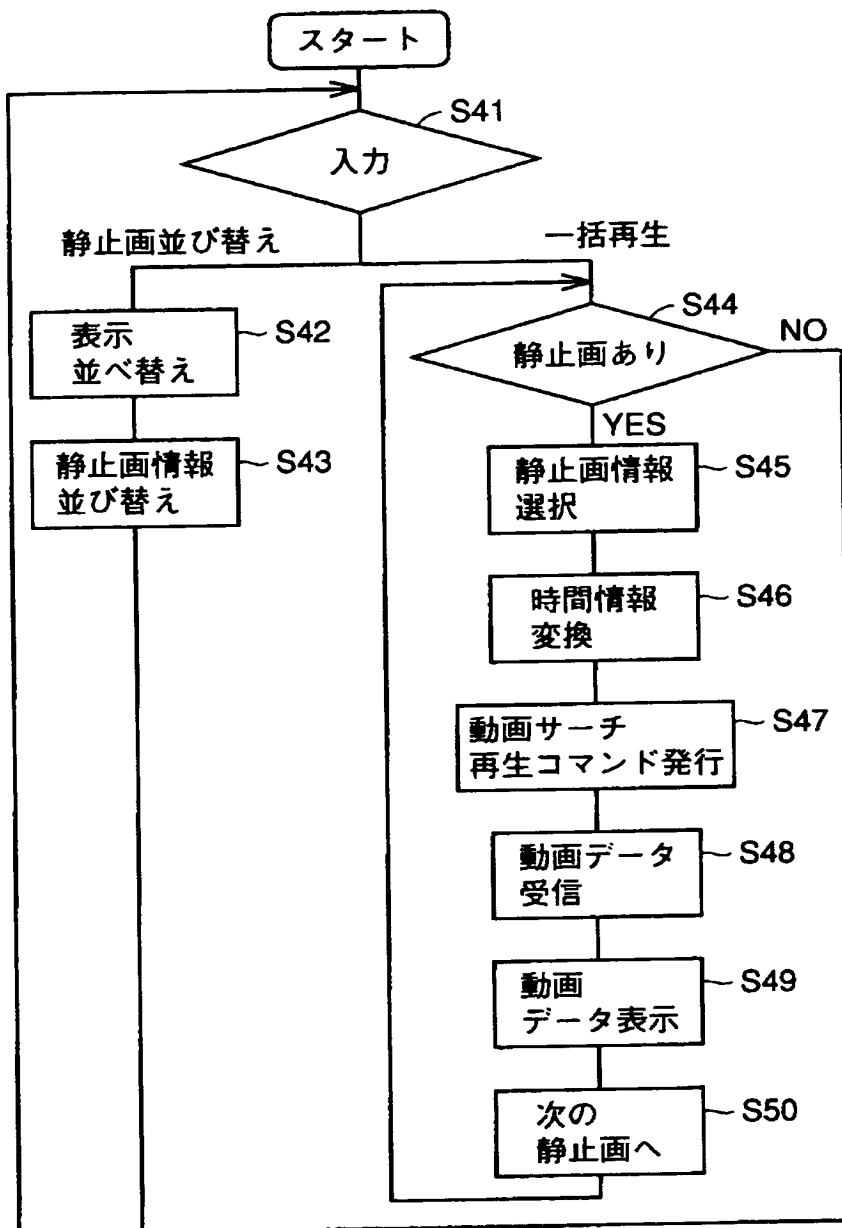 スタート
S41
入力
静止画並び替え
一括再生
S44
NO
静止画あり
YES
表示
並べ替え
S42
静止画情報
並び替え
S43
静止画情報
選択
S45
時間情報
変換
S46
動画サーチ
再生コマンド発行
S47
動画データ
受信
S48
動画
データ表示
S49
次の
静止画へ
S50